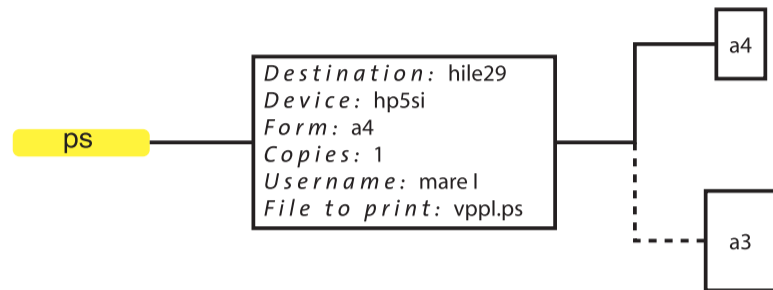 ps
Destination: hile29
Device: hp5si
Form: a4
Copies: 1
Username: mare l
File to print: vppl.ps
a4
a3